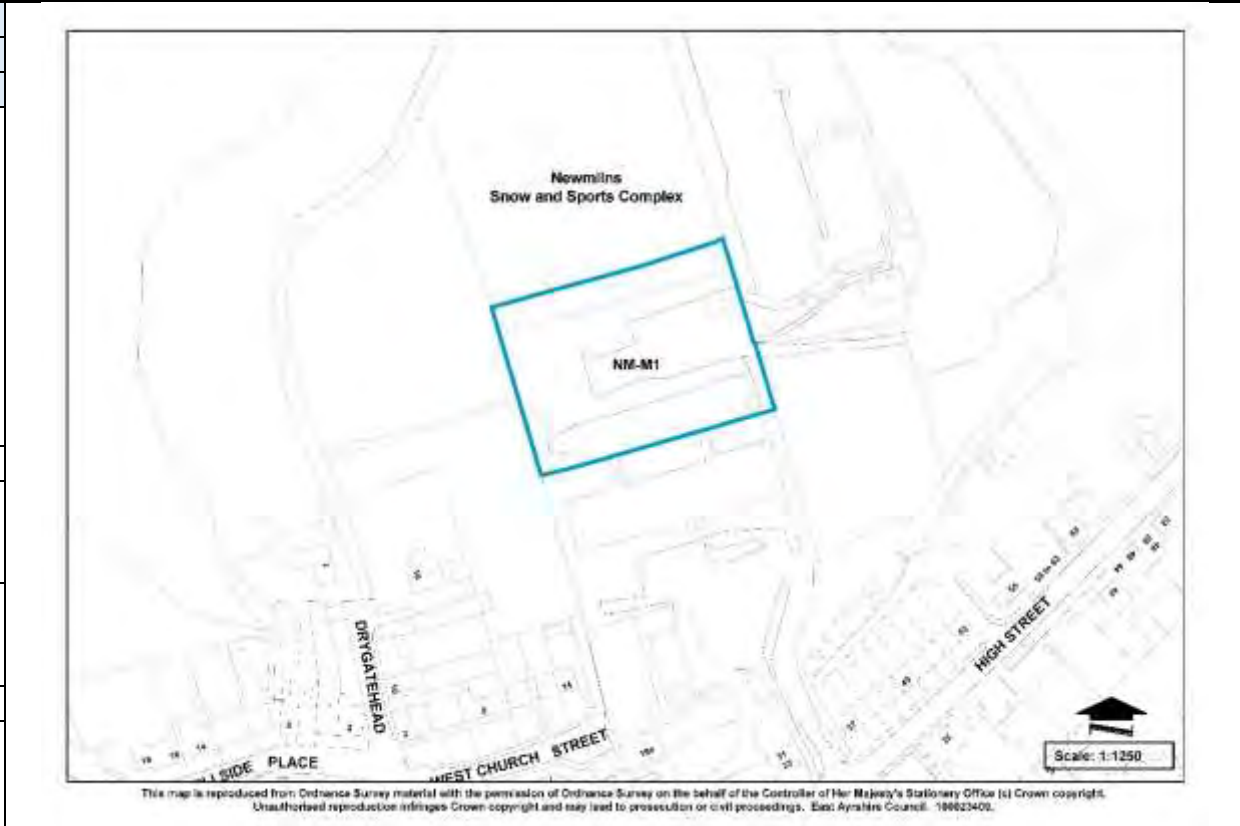 Newmilns
Snow and Sports Complex
NM-M1
DRYGATEHEAD
HIGH STREET
LLSIDE PLACE
WEST CHURCH STREET
Scale: 1:1250
This map is reproduced from Ordnance Survey material with the permission of Ordnance Survey on the behalf of the Controller of Her Majesty's Stationery Office (c) Crown copyright.
Unauthorised reproduction infringes Crown copyright and may lead to prosecution or civil proceedings. East Ayrshire Council. 100023409.